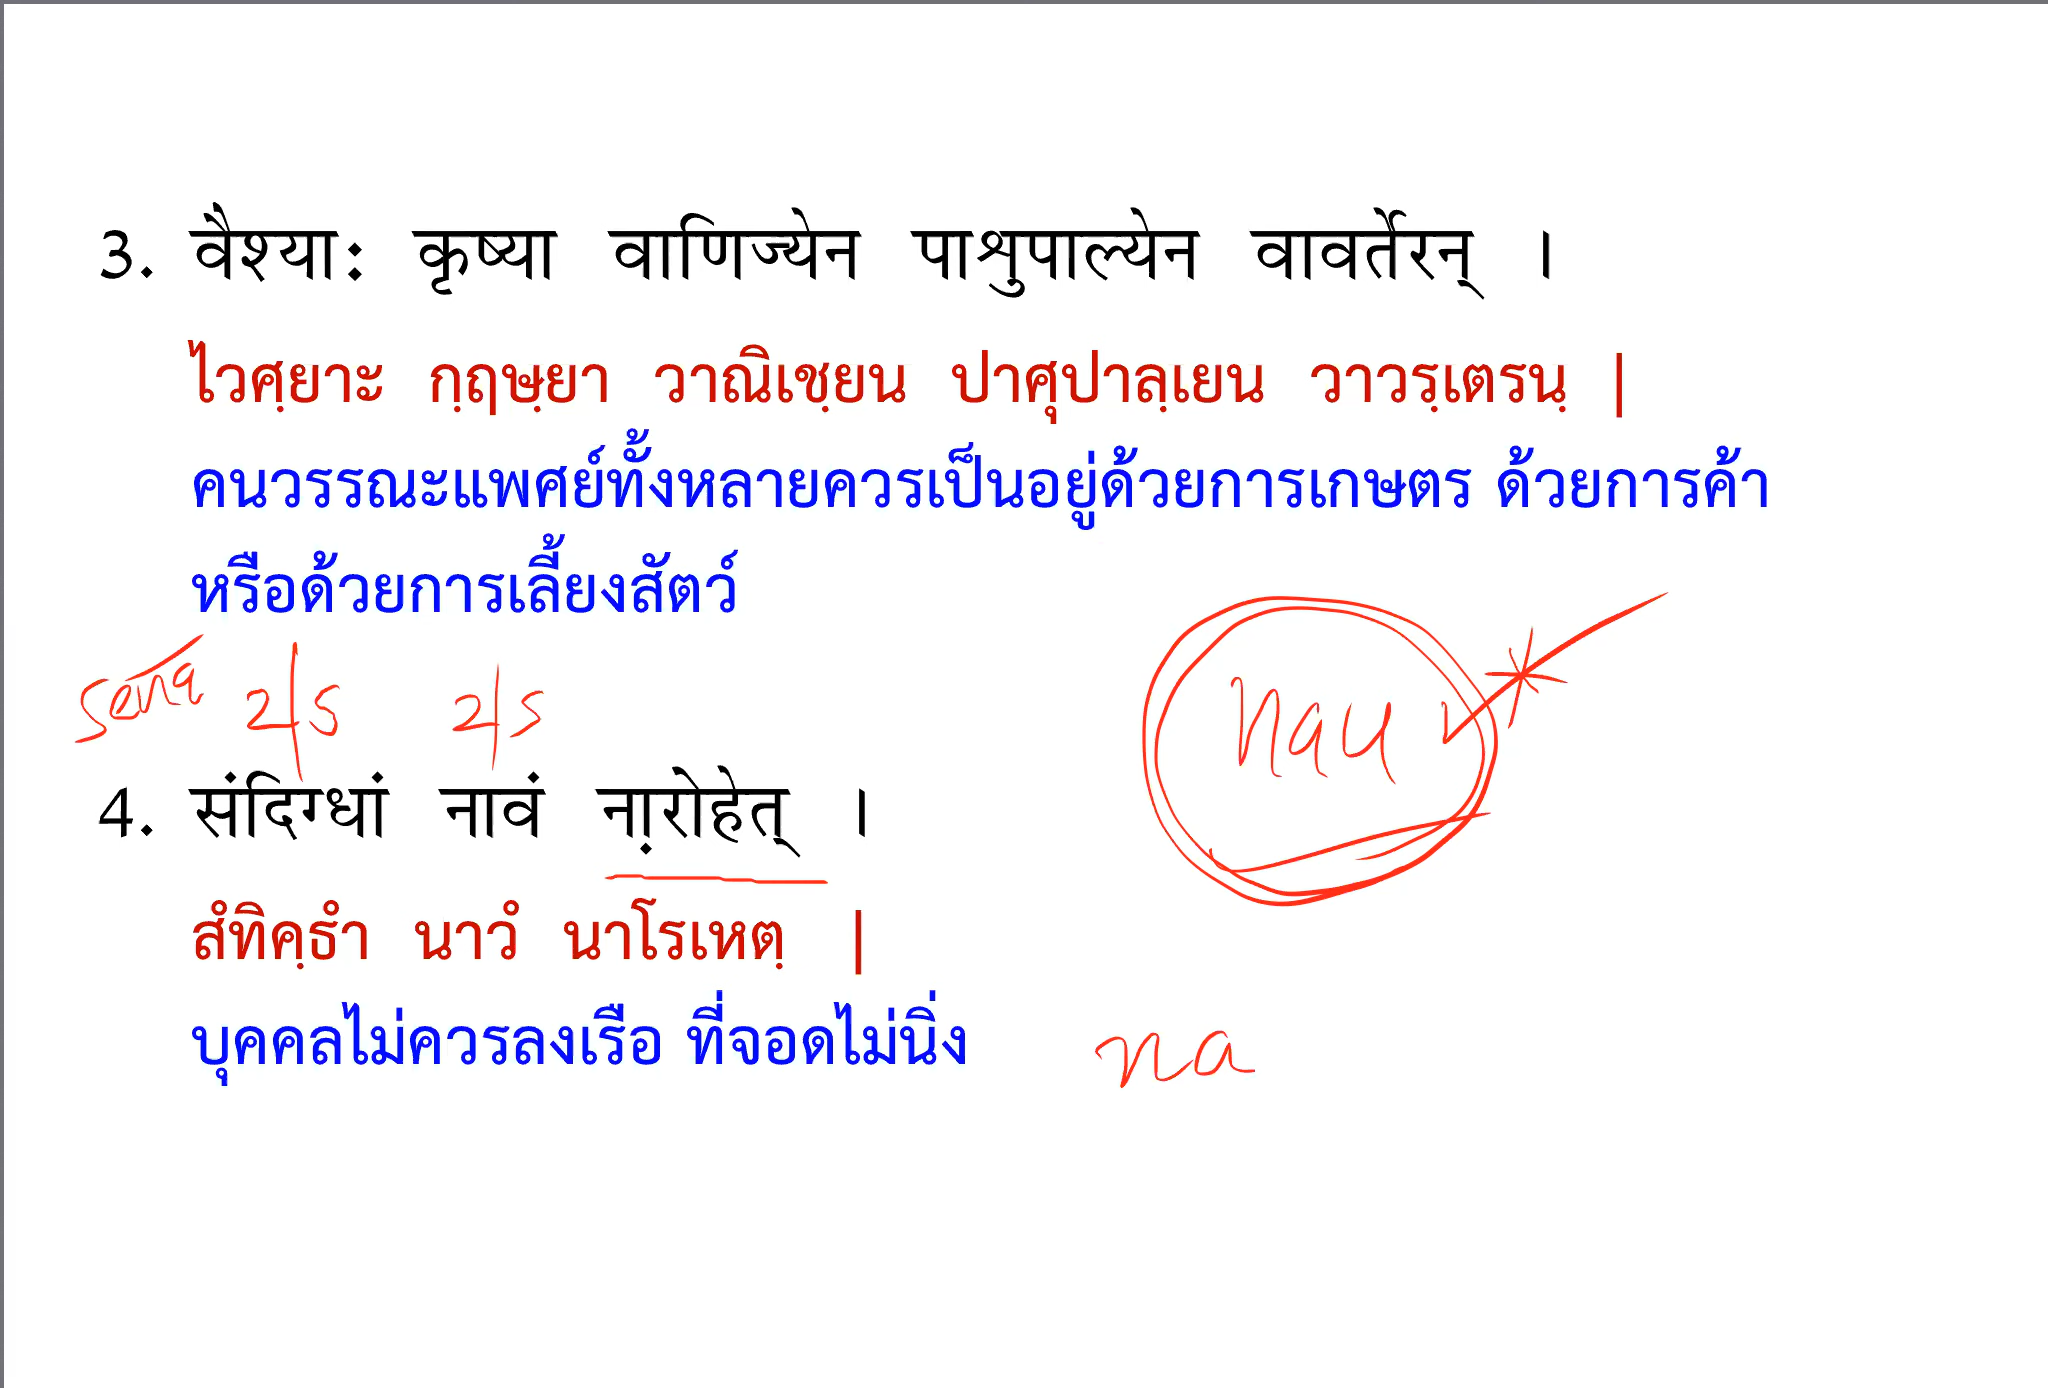 3. वैश्याः कृष्या वाणिज्येन पाशुपाल्येन वावर्तेरन् ।
ไวศฺยาะ กฺฤษฺยา วาณิเชฺยน ปาศุปาลฺเยน วาวรฺเตรนฺ |
คนวรรณะแพศย์ทั้งหลายควรเป็นอยู่ด้วยการเกษตร ด้วยการค้า
หรือด้วยการเลี้ยงสัตว์
senā 2|s 2|s
nau
4. संदिग्धां नावं ना़रोहेत् ।
สํทิคฺธำ นาวํ นาโรเหตฺ |
บุคคลไม่ควรลงเรือ ที่จอดไม่นิ่ง
na